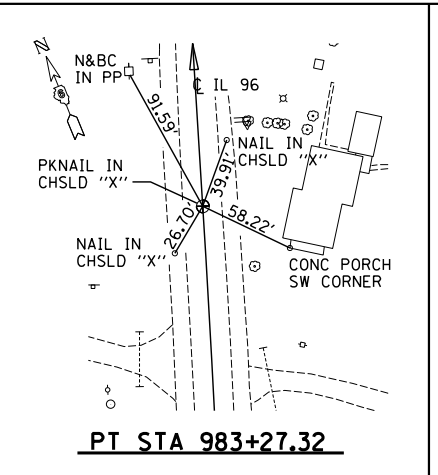 N
N&BC
IN PP
℄ IL 96
91.59'
NAIL IN
CHSLD "X"
39.91'
PKNAIL IN
CHSLD "X"
58.22'
26.70'
NAIL IN
CHSLD "X"
CONC PORCH
SW CORNER
PT STA 983+27.32